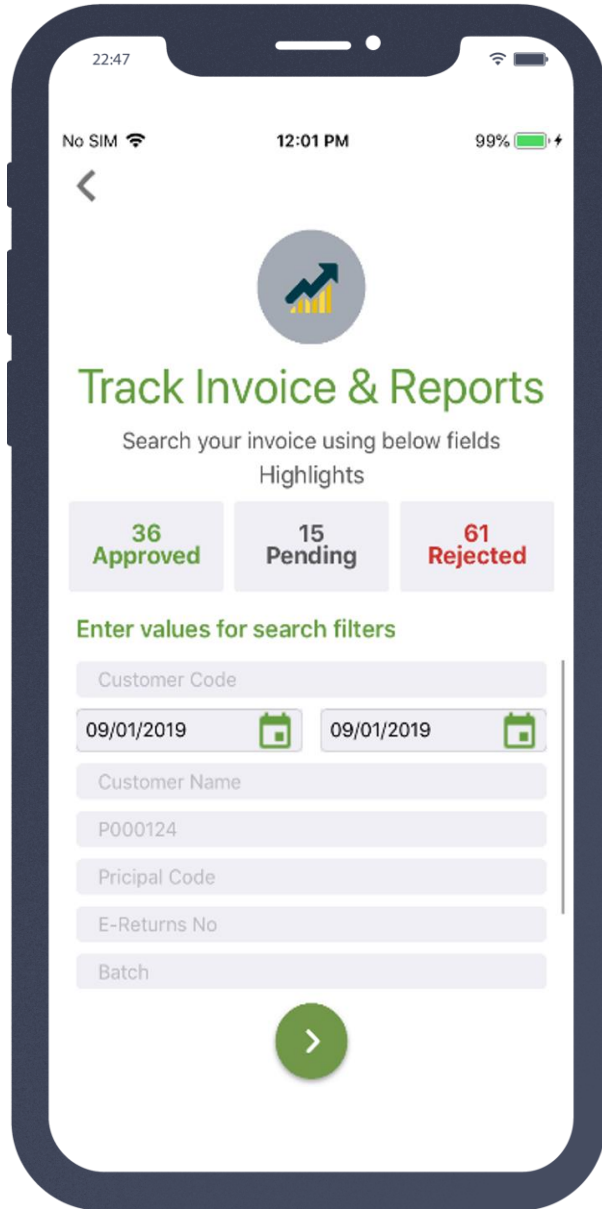 22:47
No SIM 12:01 PM 99%
Track Invoice & Reports
Search your invoice using below fields
Highlights
36 15 61
Approved Pending Rejected
Enter values for search filters
Customer Code
09/01/2019 09/01/2019
Customer Name
P000124
Pricipal Code
E-Returns No
Batch